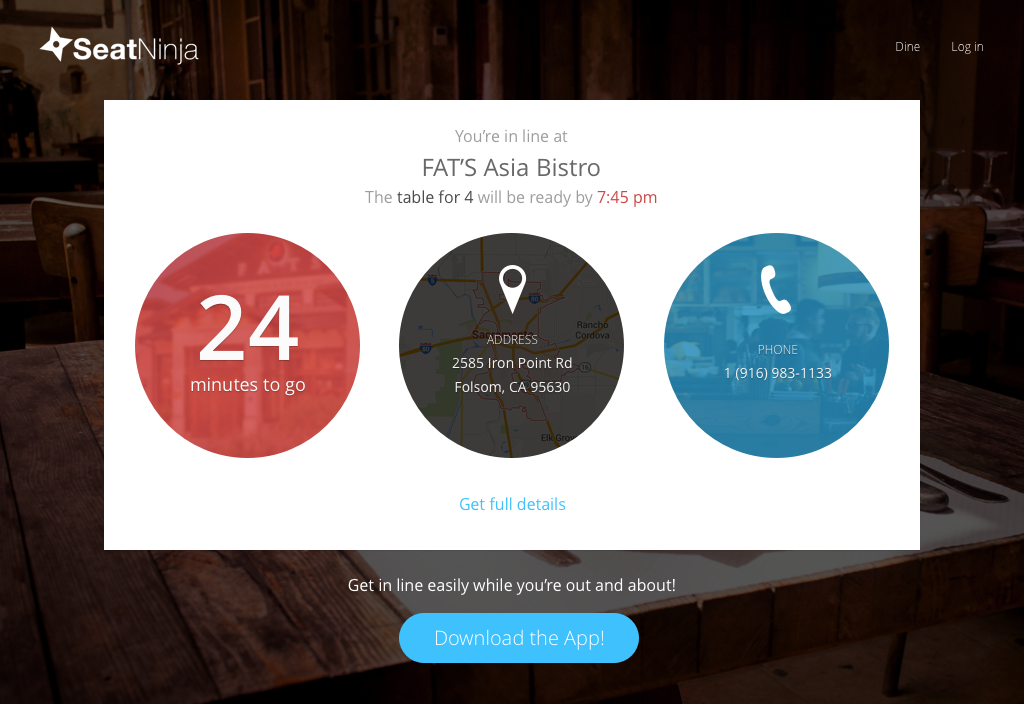 SeatNinja
Dine
Log in
You're in line at
FAT'S Asia Bistro
The table for 4 will be ready by 7:45 pm
24
minutes to go
Rancho
Cordova
ADDRESS
2585 Iron Point Rd
Folsom, CA 95630
PHONE
1 (916) 983-1133
Get full details
Get in line easily while you're out and about!
Download the App!